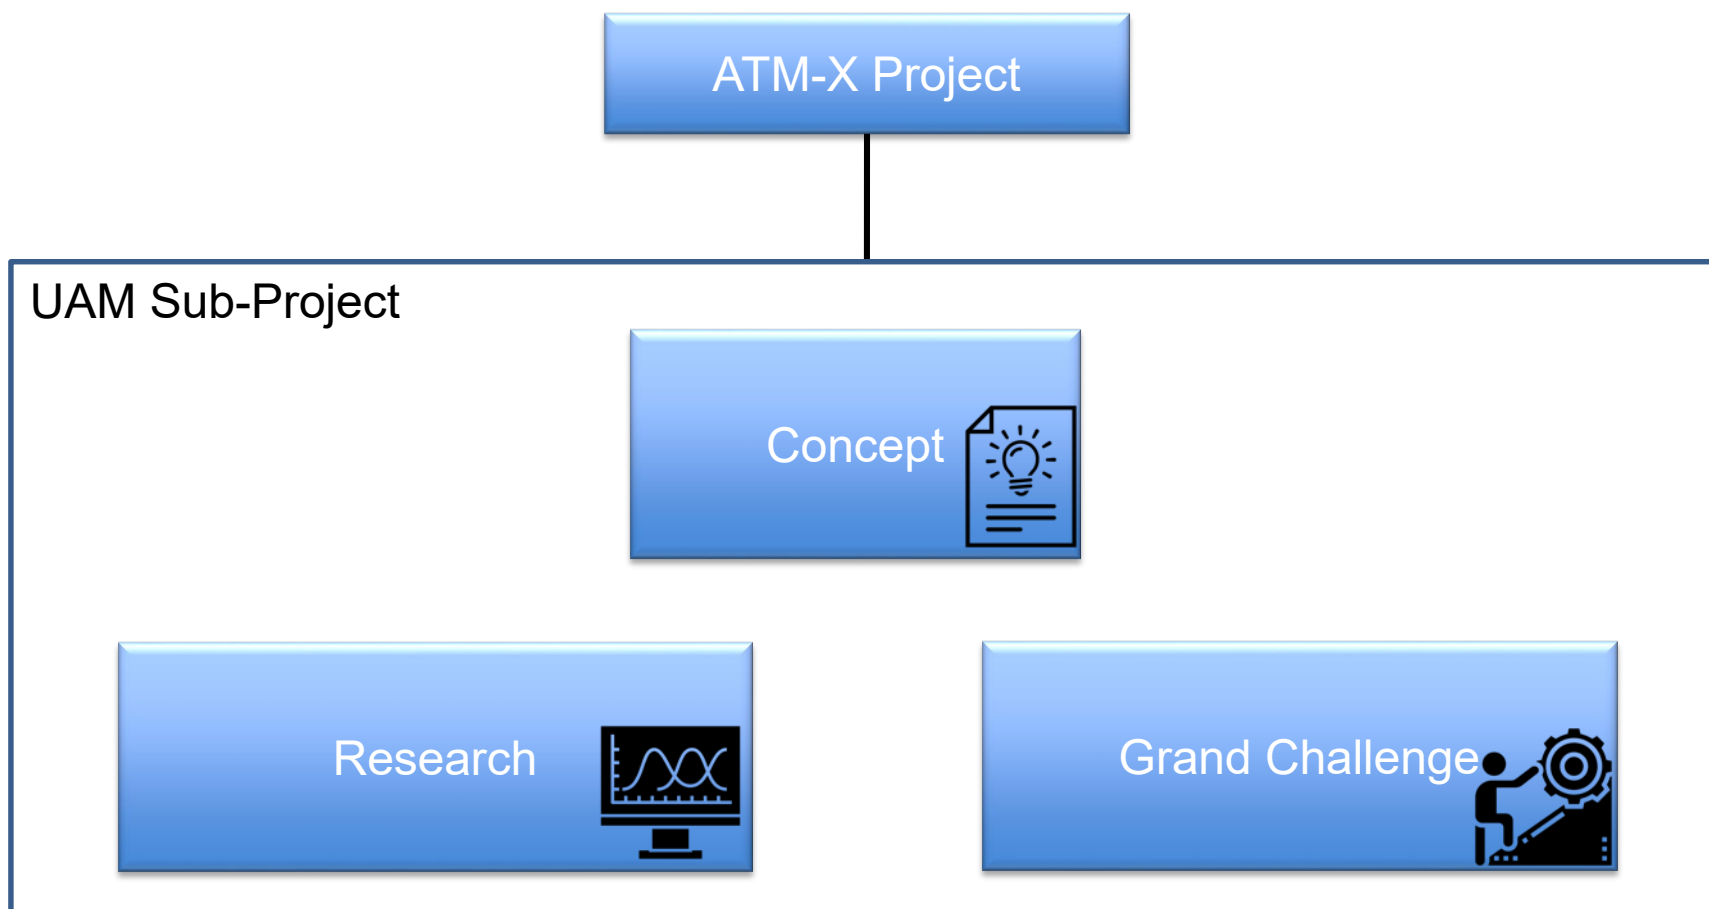 ATM-X Project
UAM Sub-Project
Concept
Research
Grand Challenge